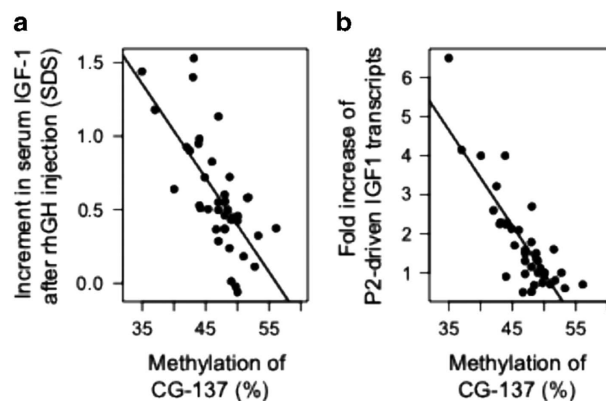 a
Increment in serum IGF-1
after rhGH injection (SDS)
1.5
1.0
0.5
0.0
35
45
55
Methylation of
CG-137 (%)
b
Fold increase of
P2-driven IGF1 transcripts
6
5
4
3
2
1
35
45
55
Methylation of
CG-137 (%)